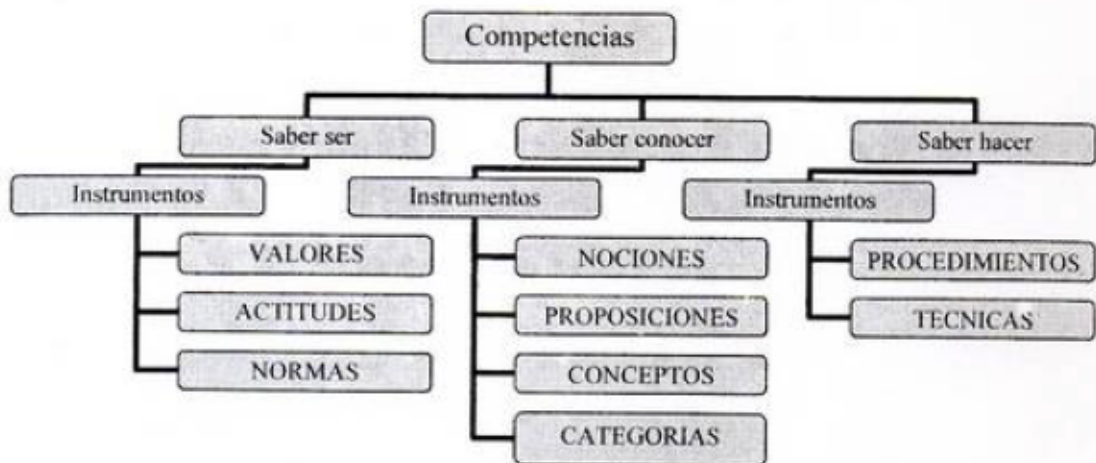 Competencias
Saber ser
Saber conocer
Saber hacer
Instrumentos
Instrumentos
Instrumentos
VALORES
NOCIONES
PROCEDIMIENTOS
ACTITUDES
PROPOSICIONES
TECNICAS
NORMAS
CONCEPTOS
CATEGORIAS